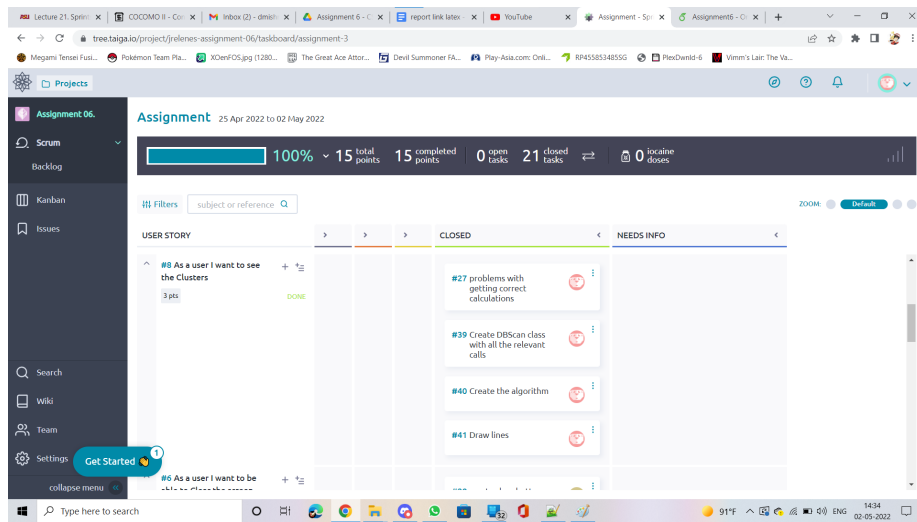 Lecture 21. Sprint
COCOMO II - Con
Inbox (2) - dmish
Assignment 6 - C
report link latex
YouTube
Assignment - Spr
Assignment6 - O
tree.taiga.io/project/jrelenes-assignment-06/taskboard/assignment-3
Megami Tensei Fusi...
Pokémon Team Pla...
XOenFOS.jpg (1280...
The Great Ace Attor...
Devil Summoner FA...
Play-Asia.com: Onli...
RP4558534855G
PlexDwnld-6
Vimm's Lair: The Va...
Projects
Assignment 06.
Scrum
Backlog
Kanban
Issues
Search
Wiki
Team
Settings
Get Started
1
collapse menu
Assignment 25 Apr 2022 to 02 May 2022
100% 15 total points 15 completed points 0 open tasks 21 closed tasks 0 iocaine doses
Filters subject or reference
ZOOM: Default
USER STORY CLOSED NEEDS INFO
#8 As a user I want to see
the Clusters
3 pts DONE
#27 problems with
getting correct
calculations
#39 Create DBScan class
with all the relevant
calls
#40 Create the algorithm
#41 Draw lines
#6 As a user I want to be
Type here to search
32
91°F
ENG
14:34
02-05-2022